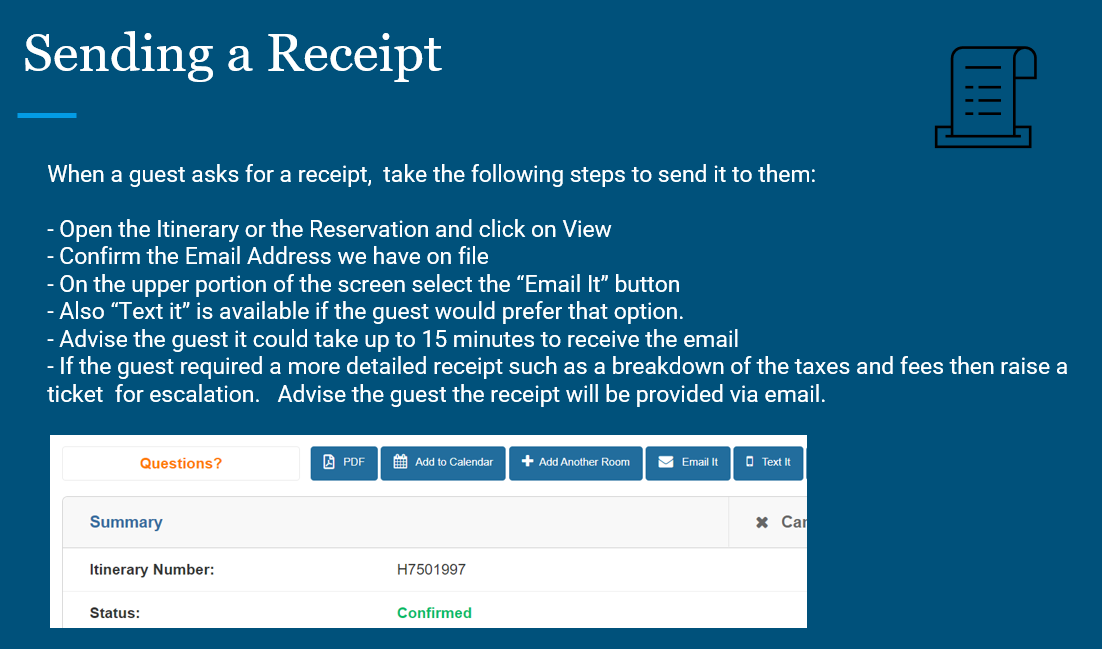 Sending a Receipt
When a guest asks for a receipt,  take the following steps to send it to them:
- Open the Itinerary or the Reservation and click on View
- Confirm the Email Address we have on file
- On the upper portion of the screen select the “Email It” button
- Also “Text it” is available if the guest would prefer that option.
- Advise the guest it could take up to 15 minutes to receive the email
- If the guest required a more detailed receipt such as a breakdown of the taxes and fees then raise a
ticket  for escalation.   Advise the guest the receipt will be provided via email.
Questions? PDF Add to Calendar Add Another Room Email It Text It
Summary
Itinerary Number: H7501997
Status: Confirmed